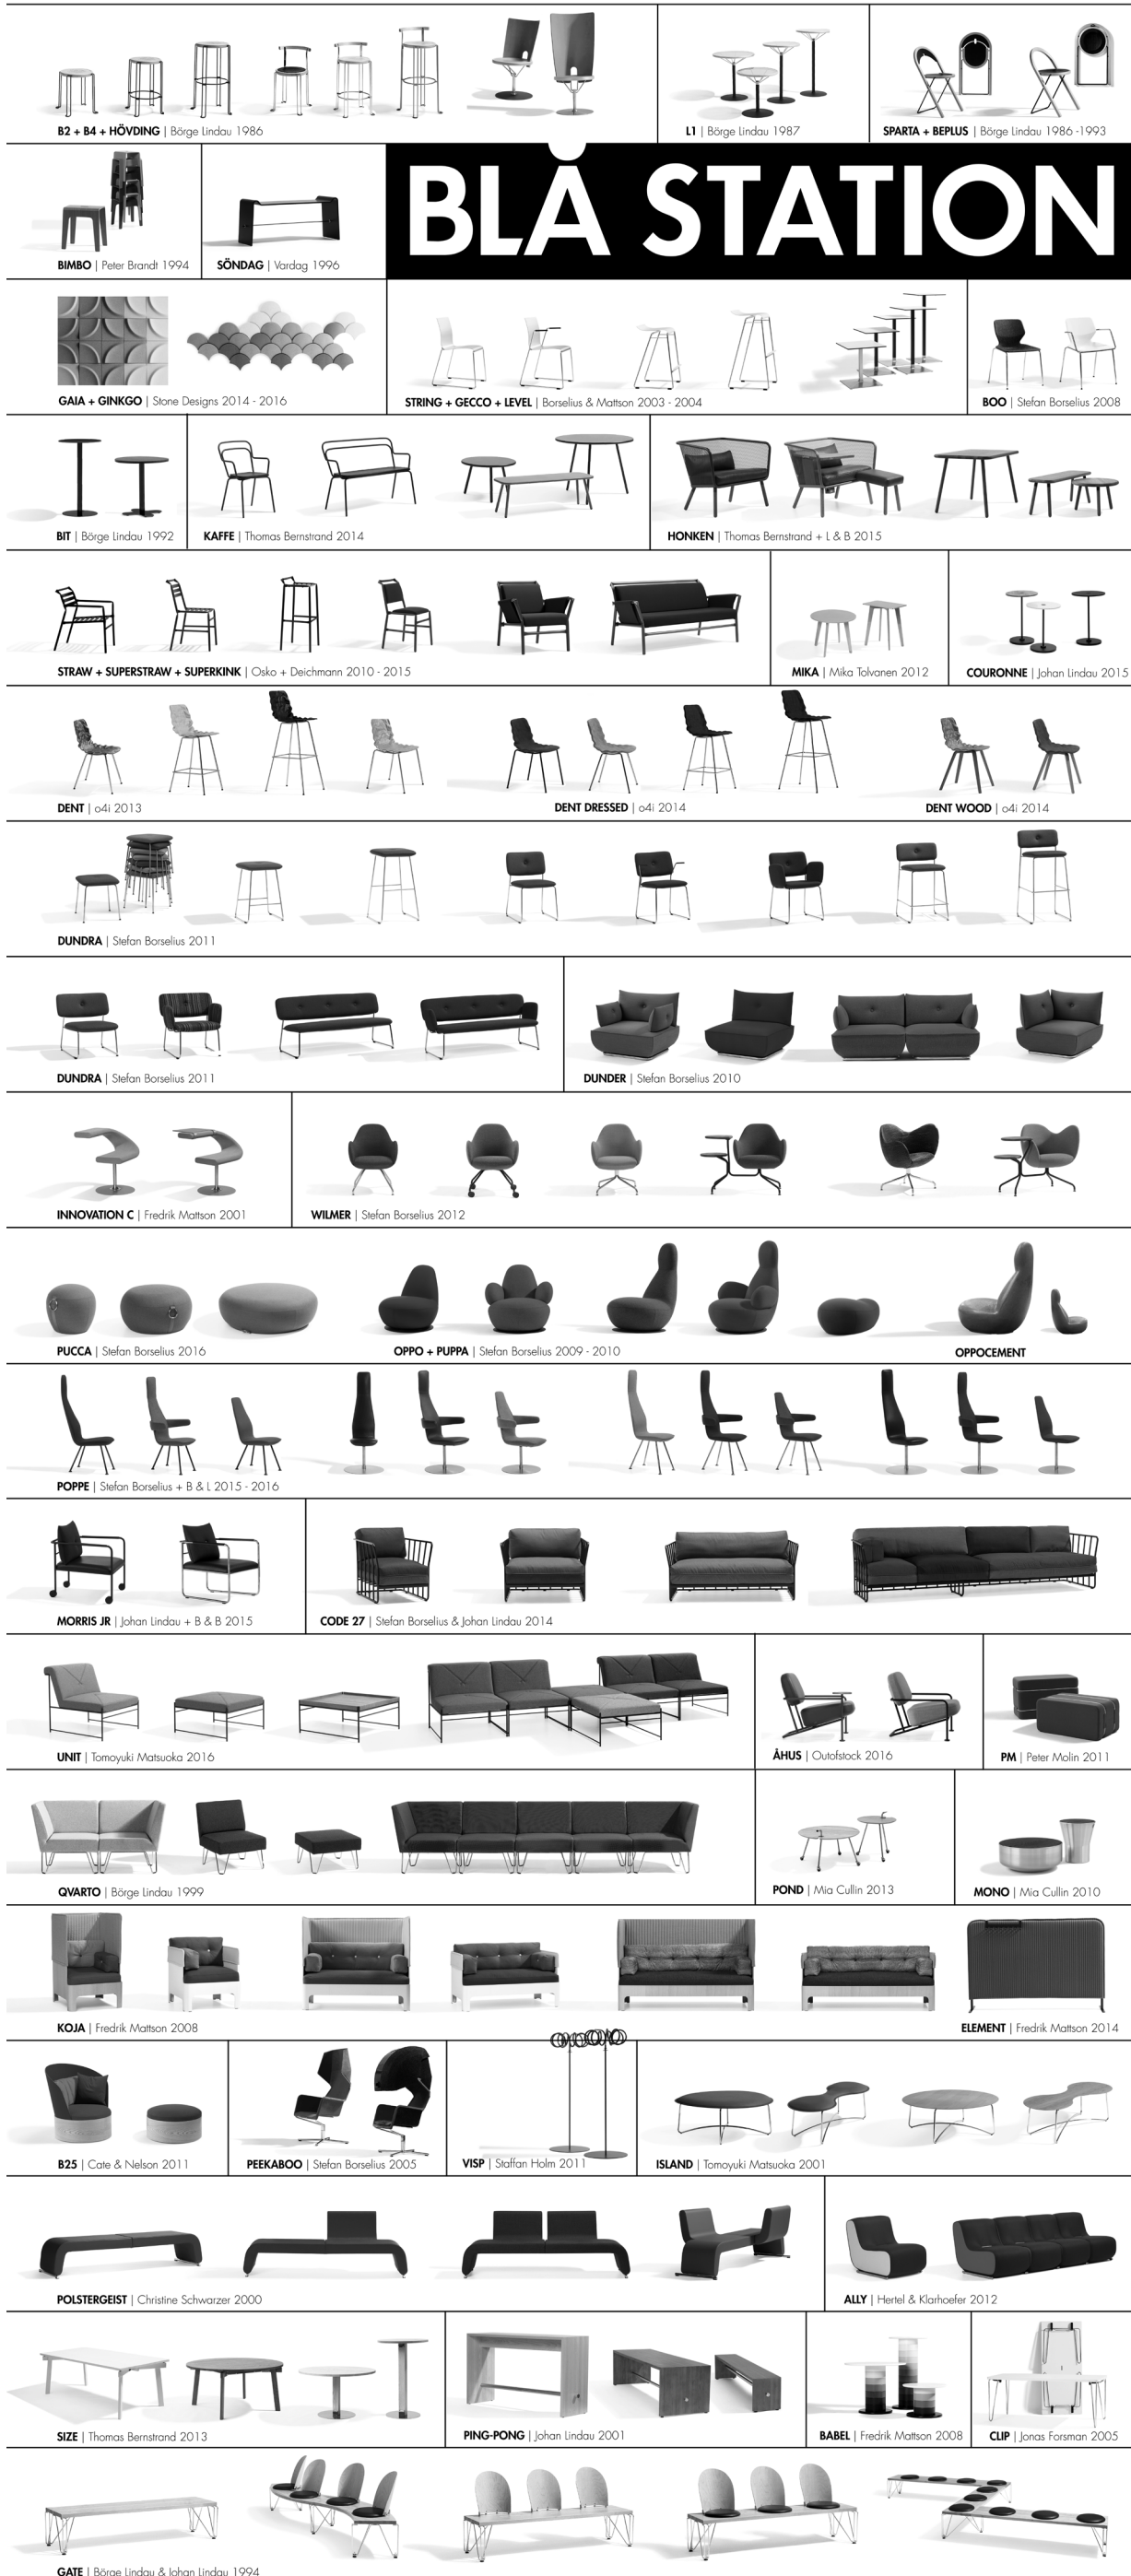 B2 + B4 + HÖVDING | Börge Lindau 1986
L1 | Börge Lindau 1987
SPARTA + BEPLUS | Börge Lindau 1986 -1993
BLÅ STATION
BIMBO | Peter Brandt 1994
SÖNDAG | Vardag 1996
GAIA + GINKGO | Stone Designs 2014 - 2016
STRING + GECCO + LEVEL | Borselius & Mattson 2003 - 2004
BOO | Stefan Borselius 2008
BIT | Börge Lindau 1992
KAFFE | Thomas Bernstrand 2014
HONKEN | Thomas Bernstrand + L & B 2015
STRAW + SUPERSTRAW + SUPERKINK | Osko + Deichmann 2010 - 2015
MIKA | Mika Tolvanen 2012
COURONNE | Johan Lindau 2015
DENT | o4i 2013
DENT DRESSED | o4i 2014
DENT WOOD | o4i 2014
DUNDRA | Stefan Borselius 2011
DUNDRA | Stefan Borselius 2011
DUNDER | Stefan Borselius 2010
INNOVATION C | Fredrik Mattson 2001
WILMER | Stefan Borselius 2012
PUCCA | Stefan Borselius 2016
OPPO + PUPPA | Stefan Borselius 2009 - 2010
OPPOCEMENT
POPPE | Stefan Borselius + B & L 2015 - 2016
MORRIS JR | Johan Lindau + B & B 2015
CODE 27 | Stefan Borselius & Johan Lindau 2014
UNIT | Tomoyuki Matsuoka 2016
ÅHUS | Outofstock 2016
PM | Peter Molin 2011
QVARTO | Börge Lindau 1999
POND | Mia Cullin 2013
MONO | Mia Cullin 2010
KOJA | Fredrik Mattson 2008
ELEMENT | Fredrik Mattson 2014
B25 | Cate & Nelson 2011
PEEKABOO | Stefan Borselius 2005
VISP | Staffan Holm 2011
ISLAND | Tomoyuki Matsuoka 2001
POLSTERGEIST | Christine Schwarzer 2000
ALLY | Hertel & Klarhoefer 2012
SIZE | Thomas Bernstrand 2013
PING-PONG | Johan Lindau 2001
BABEL | Fredrik Mattson 2008
CLIP | Jonas Forsman 2005
GATE | Börge Lindau & Johan Lindau 1994